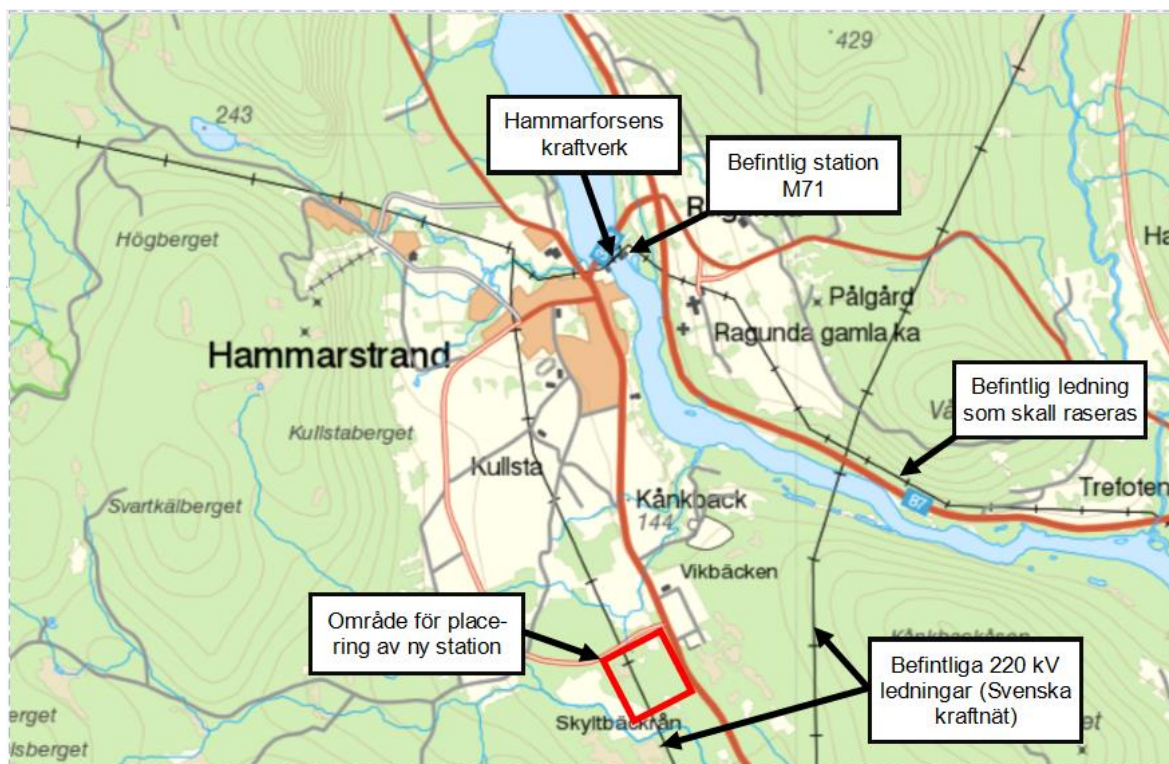 429
243
Hammarforsens
kraftverk
Befintlig station
M71
Högberget
Pålgård
Ragunda gamla ka
Hammarstrand
Befintlig ledning
som skall raseras
Kullstaberget
Kullsta
Trefoten
Svartkälberget
87
Kånkback
144
Vikbäcken
Område för place-
ring av ny station
Befintliga 220 kV
ledningar (Svenska
kraftnät)
Skyltbäckrån